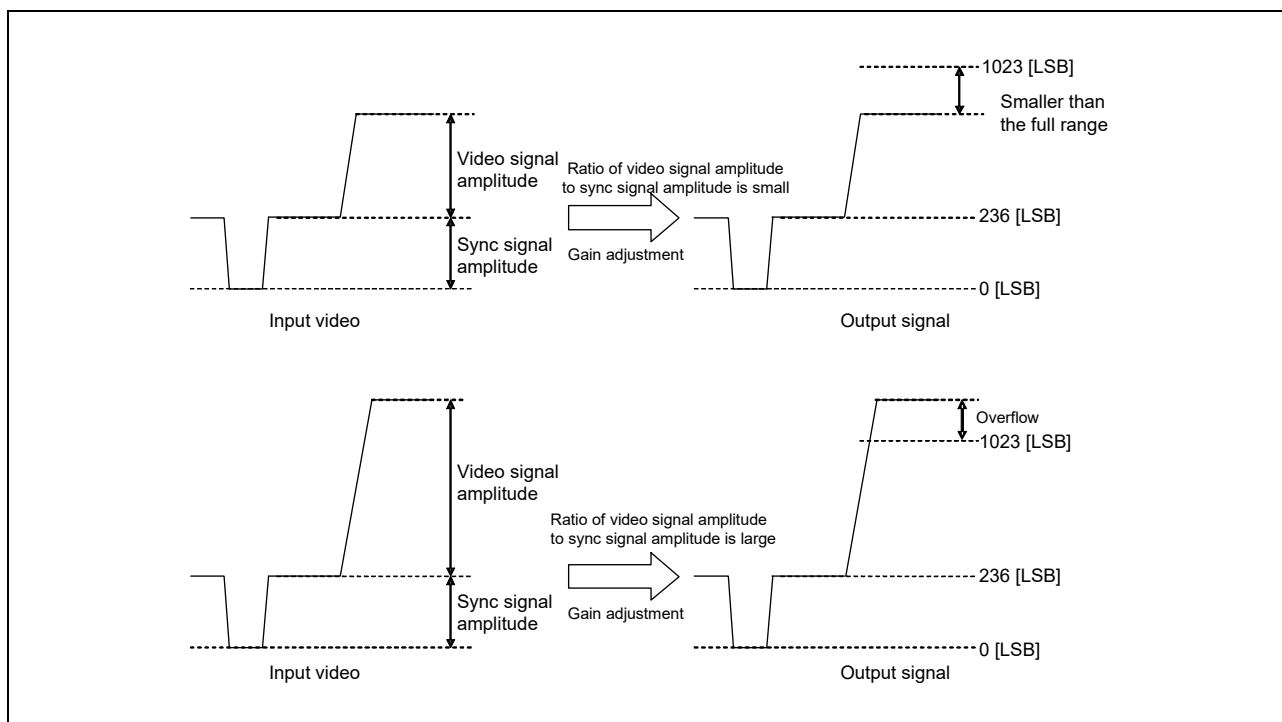 1023 [LSB]
Smaller than
the full range
Video signal
amplitude
Ratio of video signal amplitude
to sync signal amplitude is small
236 [LSB]
Sync signal
amplitude
Gain adjustment
0 [LSB]
Input video
Output signal
Overflow
1023 [LSB]
Video signal
amplitude
Ratio of video signal amplitude
to sync signal amplitude is large
236 [LSB]
Sync signal
amplitude
Gain adjustment
0 [LSB]
Input video
Output signal